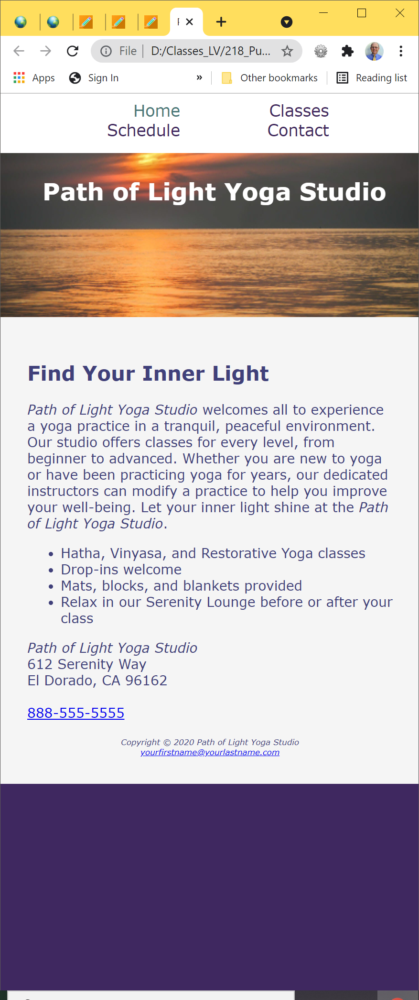 File | D:/Classes_LV/218_Pu...
Apps Sign In » Other bookmarks Reading list
Home Classes
Schedule Contact
Path of Light Yoga Studio
Find Your Inner Light
Path of Light Yoga Studio welcomes all to experience
a yoga practice in a tranquil, peaceful environment.
Our studio offers classes for every level, from
beginner to advanced. Whether you are new to yoga
or have been practicing yoga for years, our dedicated
instructors can modify a practice to help you improve
your well-being. Let your inner light shine at the Path
of Light Yoga Studio.
• Hatha, Vinyasa, and Restorative Yoga classes
• Drop-ins welcome
• Mats, blocks, and blankets provided
• Relax in our Serenity Lounge before or after your
class
Path of Light Yoga Studio
612 Serenity Way
El Dorado, CA 96162
888-555-5555
Copyright © 2020 Path of Light Yoga Studio
yourfirstname@yourlastname.com